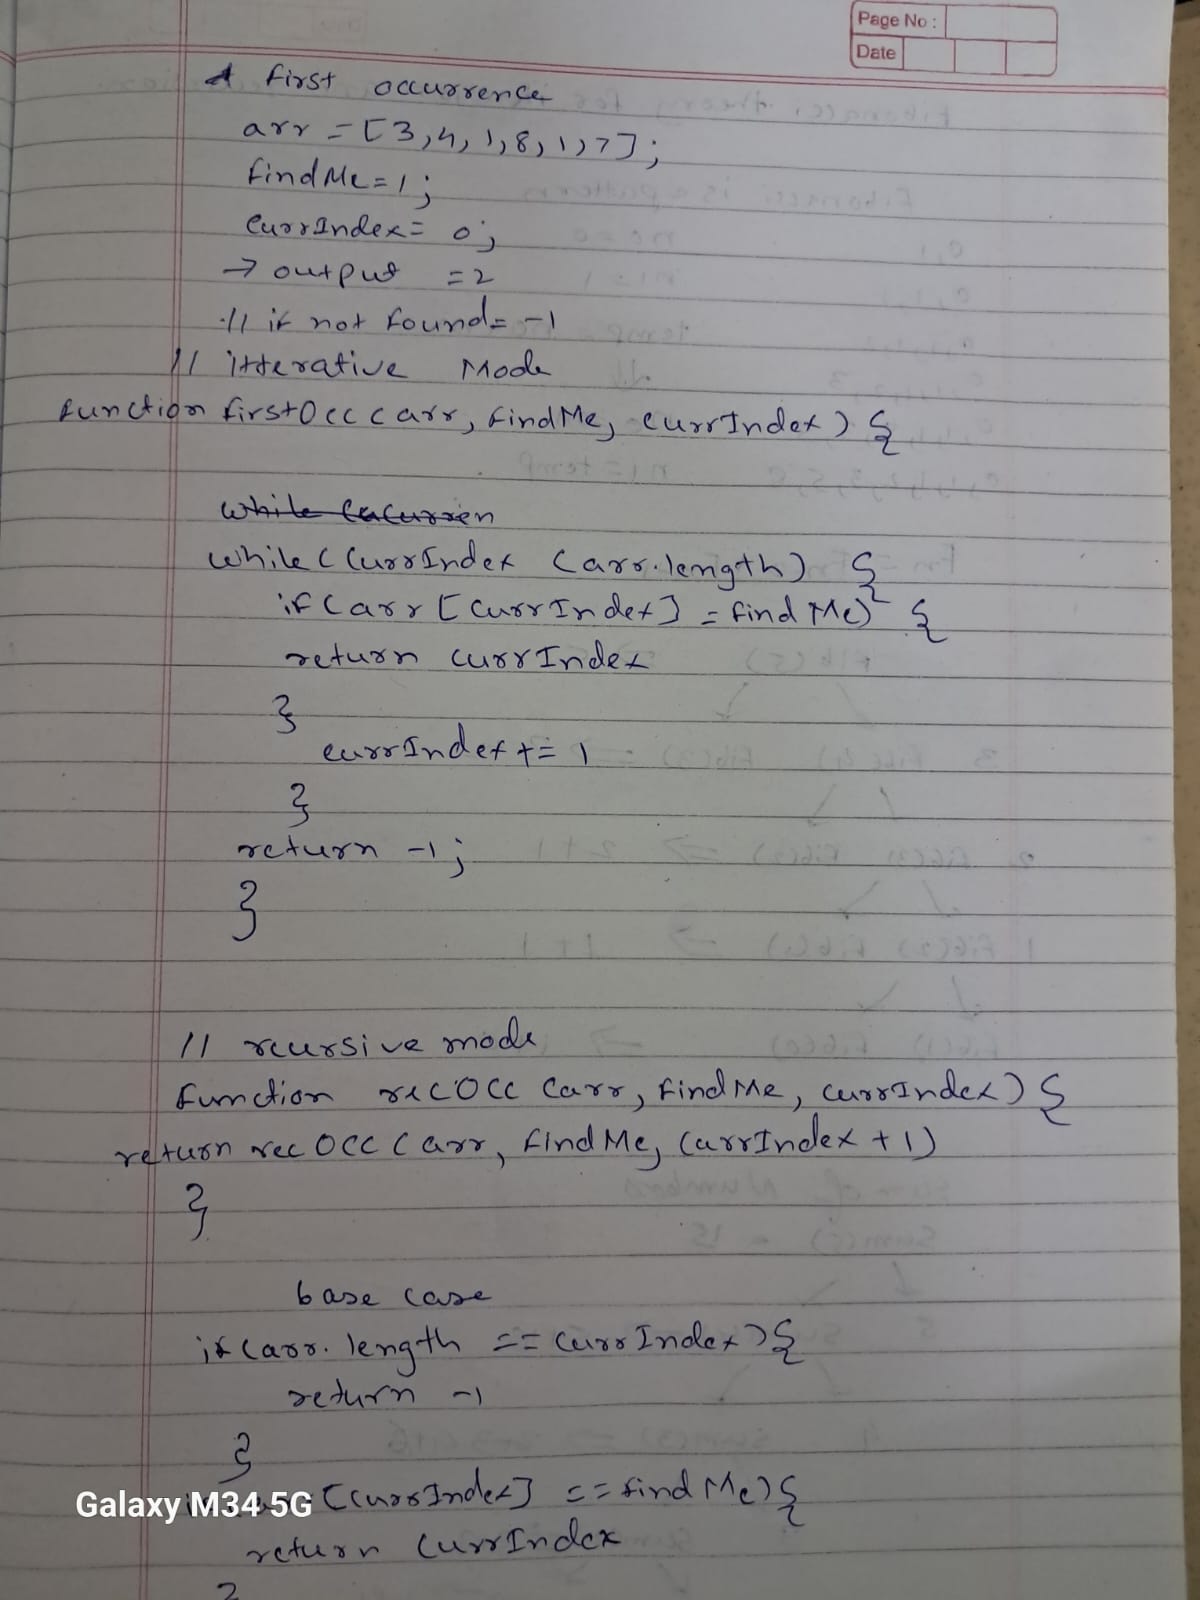 Page No :
Date
first occurrence
arr = [3,4,1,8,1,7];
findMe=1;
CurrIndex= 0;
→ output = 2
// if not found= -1
// itterative Mode
function firstOcc(arr, findMe, currIndex) {
while
while (CurrIndex < arr.length) {
if (arr [CurrIndex] = findMe) {
return currIndex
}
currIndex += 1
}
return -1;
}
// rcursive mode
function recOcc (arr, findMe, currIndex) {
return recOcc (arr, findMe, CurrIndex + 1)
}
base case
if (arr. length == CurrIndex) {
return -1
}
[CurrIndex] == findMe) {
return CurrIndex
}
Galaxy M34 5G